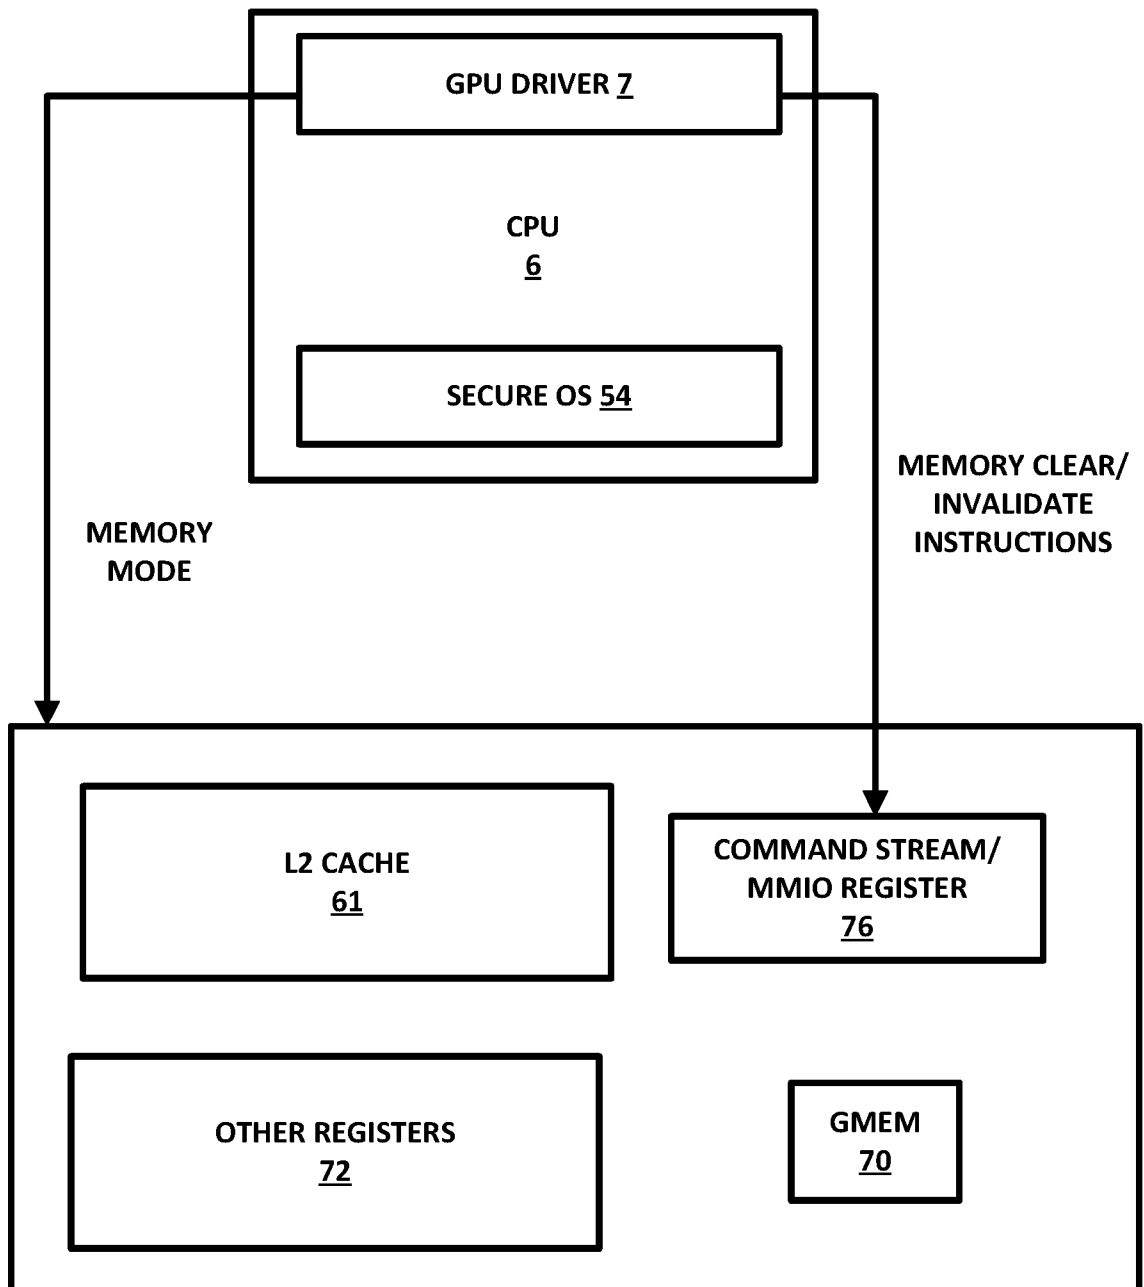 GPU DRIVER 7
CPU
6
SECURE OS 54
MEMORY CLEAR/
INVALIDATE
INSTRUCTIONS
MEMORY
MODE
L2 CACHE
61
COMMAND STREAM/
MMIO REGISTER
76
OTHER REGISTERS
72
GMEM
70